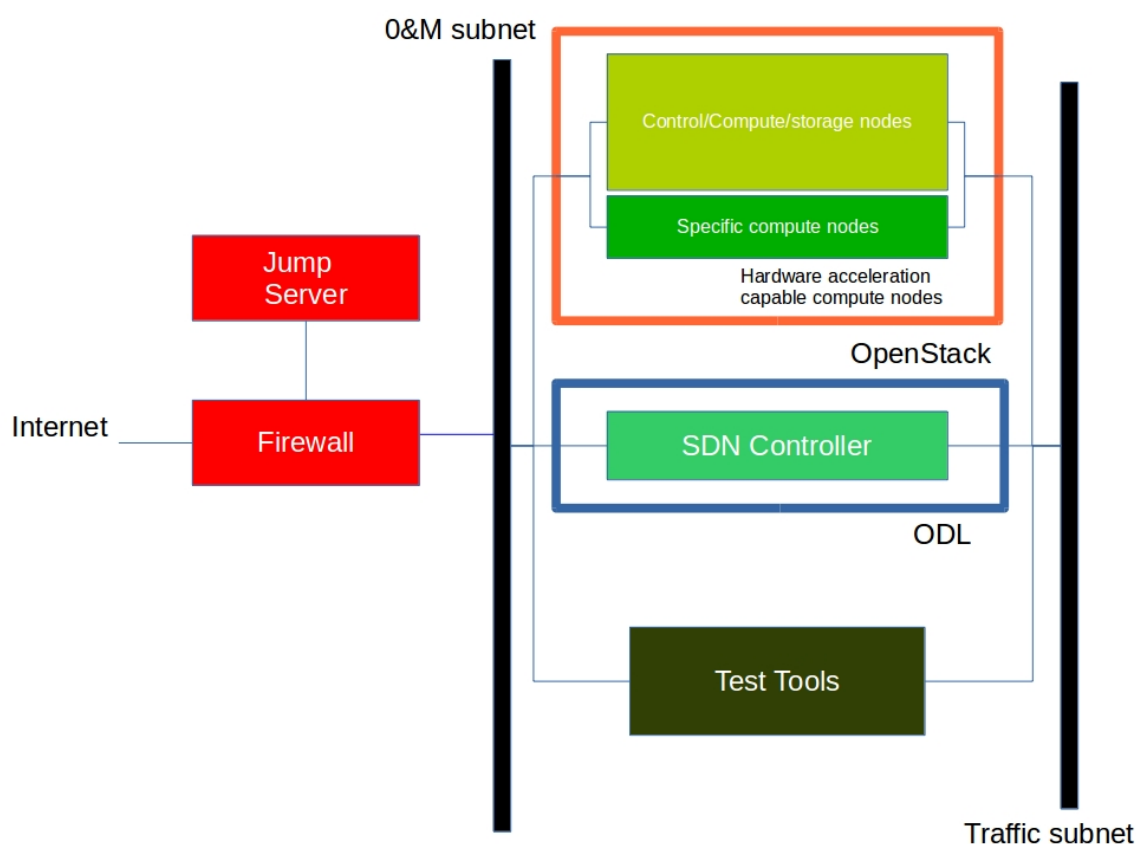 0&M subnet
Control/Compute/storage nodes
Specific compute nodes
Hardware acceleration
capable compute nodes
OpenStack
Jump
Server
Internet
Firewall
SDN Controller
ODL
Test Tools
Traffic subnet